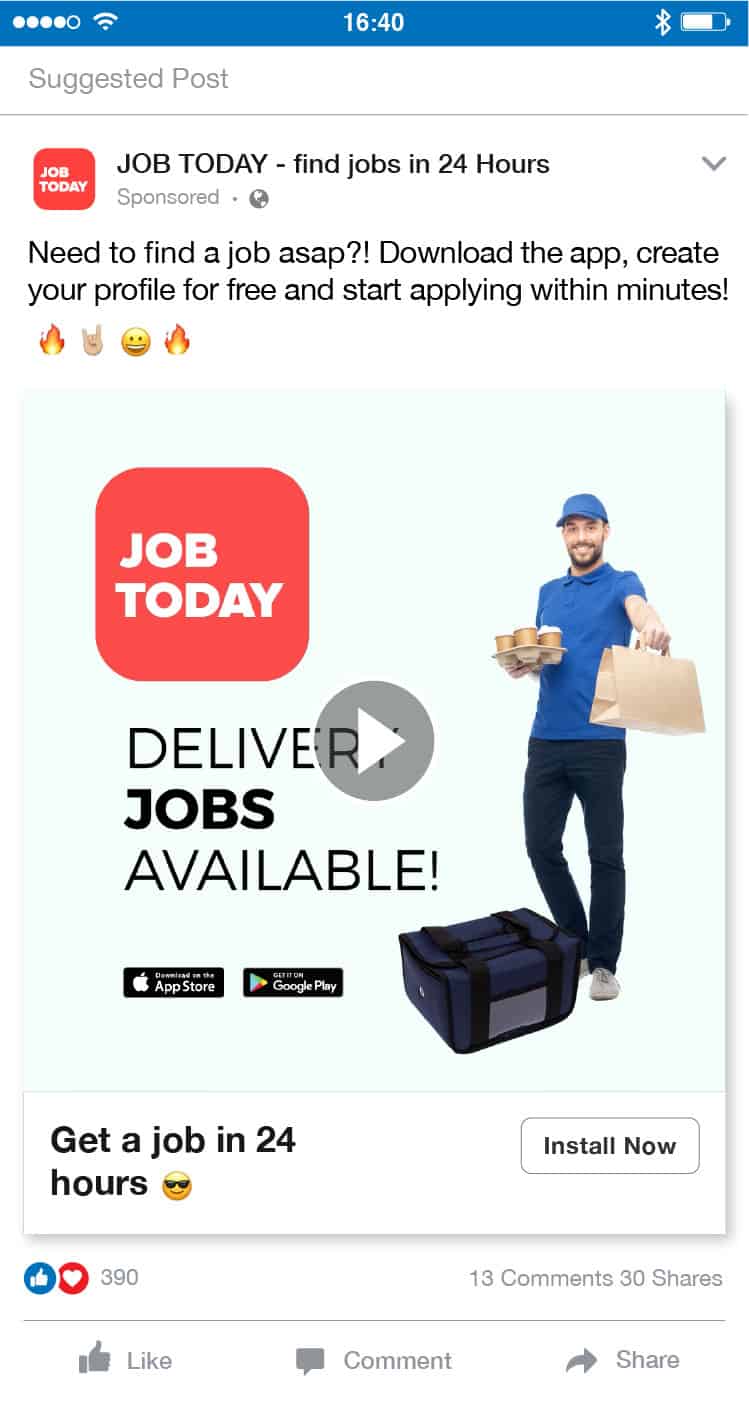 16:40
Suggested Post
JOB
TODAY
JOB TODAY - find jobs in 24 Hours
Sponsored ·
Need to find a job asap?! Download the app, create
your profile for free and start applying within minutes!
🔥 🤘🏼 😀 🔥
JOB
TODAY
DELIVERY
JOBS
AVAILABLE!
Download on the
App Store
GET IT ON
Google Play
Get a job in 24
hours 😎
Install Now
390
13 Comments 30 Shares
Like
Comment
Share